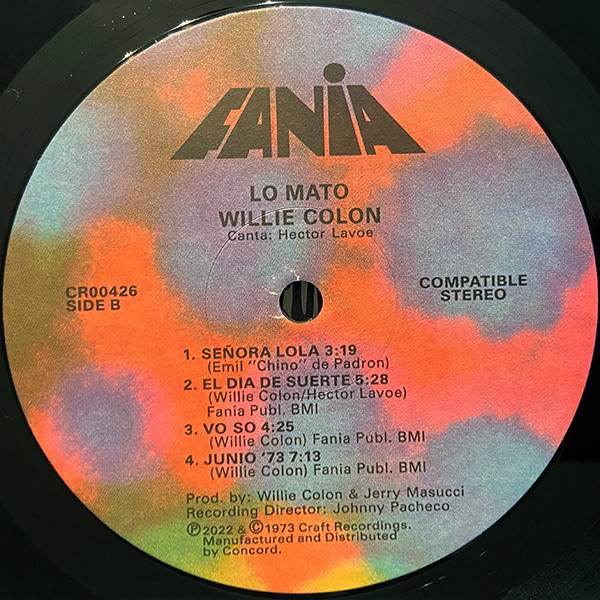 FANIA
LO MATO
WILLIE COLON
Canta: Hector Lavoe
CR00426
SIDE B
COMPATIBLE
STEREO
1. SEÑORA LOLA 3:19
(Emil "Chino" de Padron)
2. EL DIA DE SUERTE 5:28
(Willie Colon/Hector Lavoe)
Fania Publ. BMI
3. VO SO 4:25
(Willie Colon) Fania Publ. BMI
4. JUNIO '73 7:13
(Willie Colon) Fania Publ. BMI
Prod. by: Willie Colon & Jerry Masucci
Recording Director: Johnny Pacheco
℗2022 & ©1973 Craft Recordings.
Manufactured and Distributed
by Concord.